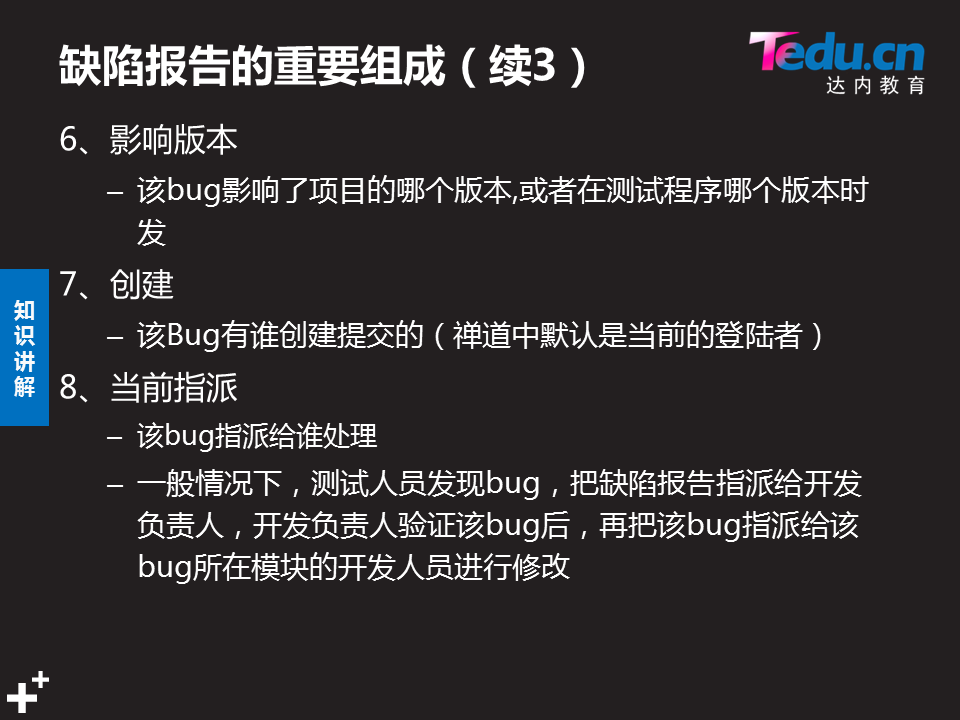 缺陷报告的重要组成（续3）
Tedu.cn
达内教育
6、影响版本
– 该bug影响了项目的哪个版本,或者在测试程序哪个版本时
发
7、创建
– 该Bug有谁创建提交的（禅道中默认是当前的登陆者）
知识讲解
8、当前指派
– 该bug指派给谁处理
– 一般情况下，测试人员发现bug，把缺陷报告指派给开发
负责人，开发负责人验证该bug后，再把该bug指派给该
bug所在模块的开发人员进行修改